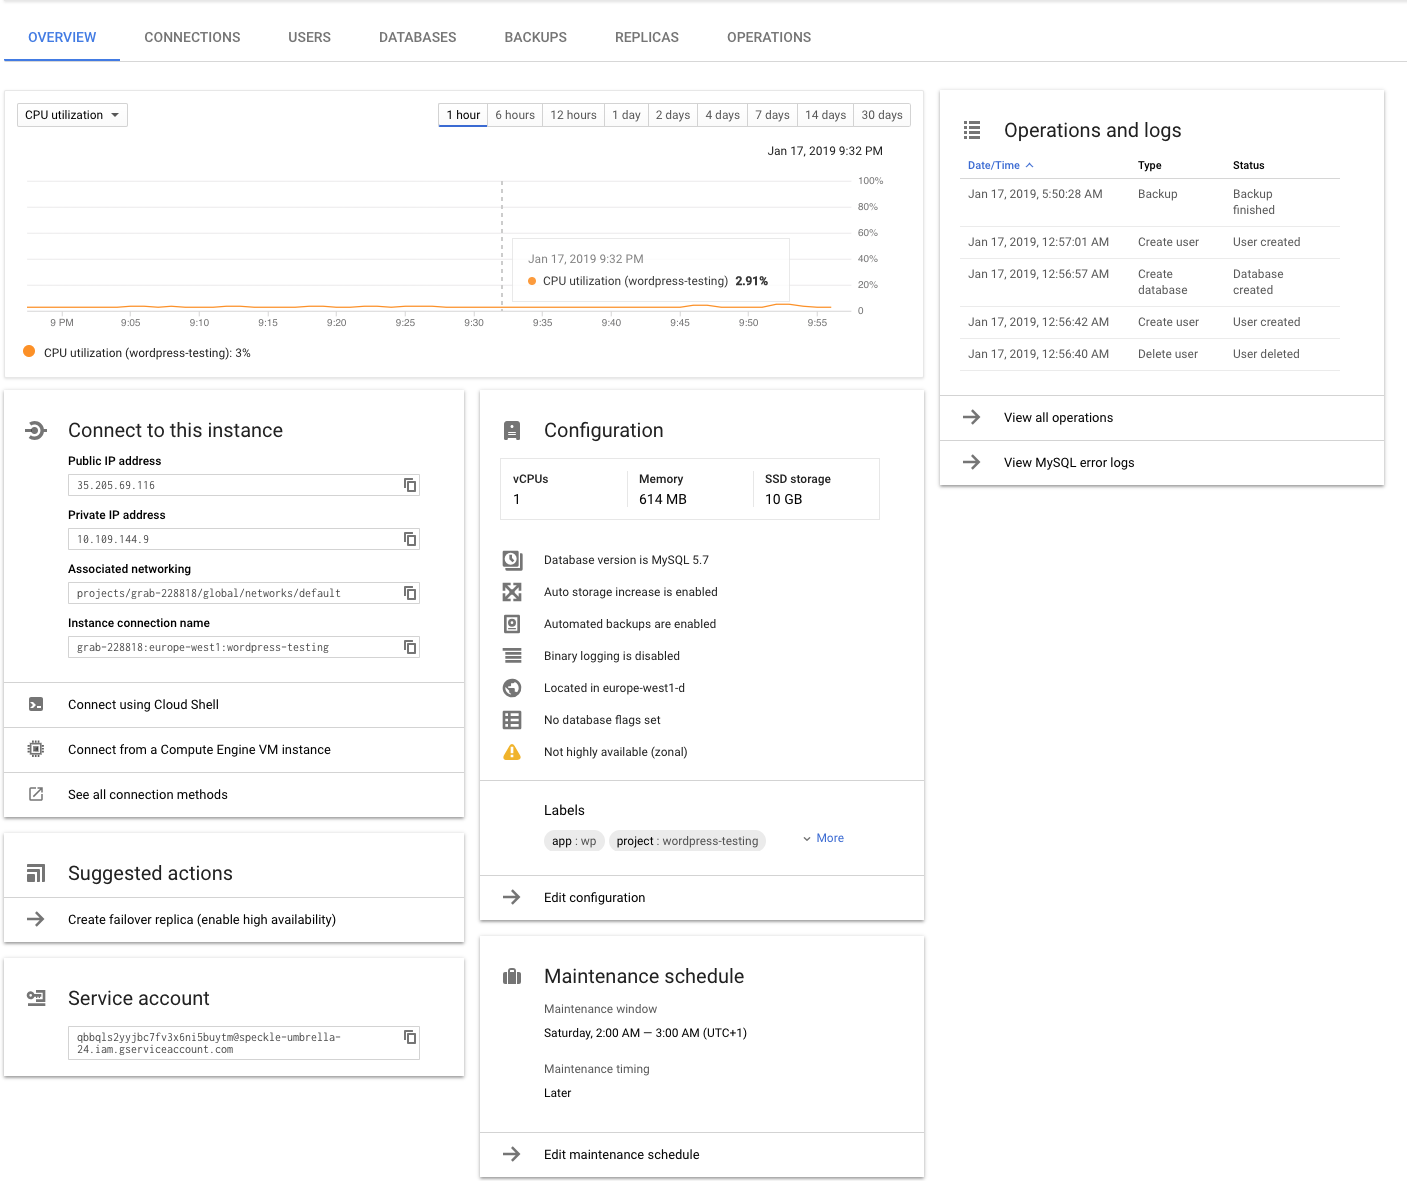 OVERVIEW CONNECTIONS USERS DATABASES BACKUPS REPLICAS OPERATIONS
CPU utilization
1 hour 6 hours 12 hours 1 day 2 days 4 days 7 days 14 days 30 days
Jan 17, 2019 9:32 PM
100%
80%
60%
40%
20%
0
Jan 17, 2019 9:32 PM
CPU utilization (wordpress-testing) 2.91%
9 PM 9:05 9:10 9:15 9:20 9:25 9:30 9:35 9:40 9:45 9:50 9:55
CPU utilization (wordpress-testing): 3%
Connect to this instance
Public IP address
35.205.69.116
Private IP address
10.109.144.9
Associated networking
projects/grab-228818/global/networks/default
Instance connection name
grab-228818:europe-west1:wordpress-testing
Connect using Cloud Shell
Connect from a Compute Engine VM instance
See all connection methods
Suggested actions
Create failover replica (enable high availability)
Service account
qbbqls2yyjbc7fv3x6ni5buytm@speckle-umbrella-
24.iam.gserviceaccount.com
Configuration
vCPUs Memory SSD storage
1 614 MB 10 GB
Database version is MySQL 5.7
Auto storage increase is enabled
Automated backups are enabled
Binary logging is disabled
Located in europe-west1-d
No database flags set
Not highly available (zonal)
Labels
app : wp project : wordpress-testing More
Edit configuration
Maintenance schedule
Maintenance window
Saturday, 2:00 AM — 3:00 AM (UTC+1)
Maintenance timing
Later
Edit maintenance schedule
Operations and logs
Date/Time Type Status
Jan 17, 2019, 5:50:28 AM Backup Backup
finished
Jan 17, 2019, 12:57:01 AM Create user User created
Jan 17, 2019, 12:56:57 AM Create Database
database created
Jan 17, 2019, 12:56:42 AM Create user User created
Jan 17, 2019, 12:56:40 AM Delete user User deleted
View all operations
View MySQL error logs